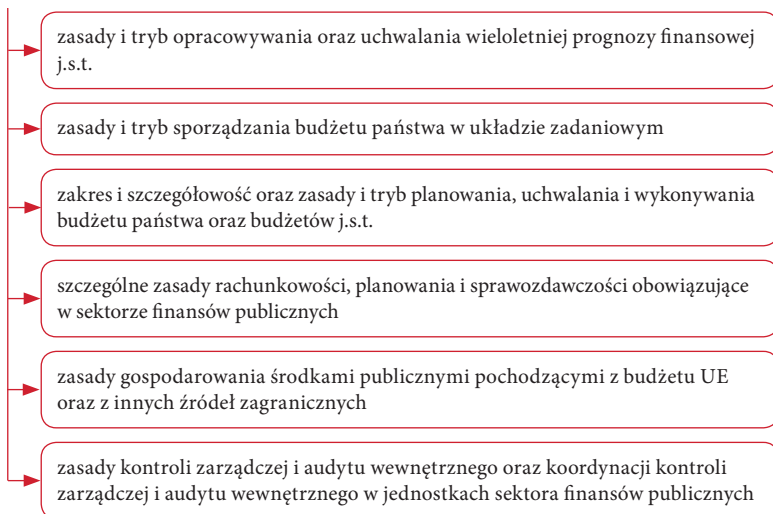 zasady i tryb opracowywania oraz uchwalania wieloletniej prognozy finansowej
j.s.t.
zasady i tryb sporządzania budżetu państwa w układzie zadaniowym
zakres i szczegółowość oraz zasady i tryb planowania, uchwalania i wykonywania
budżetu państwa oraz budżetów j.s.t.
szczególne zasady rachunkowości, planowania i sprawozdawczości obowiązujące
w sektorze finansów publicznych
zasady gospodarowania środkami publicznymi pochodzącymi z budżetu UE
oraz z innych źródeł zagranicznych
zasady kontroli zarządczej i audytu wewnętrznego oraz koordynacji kontroli
zarządczej i audytu wewnętrznego w jednostkach sektora finansów publicznych